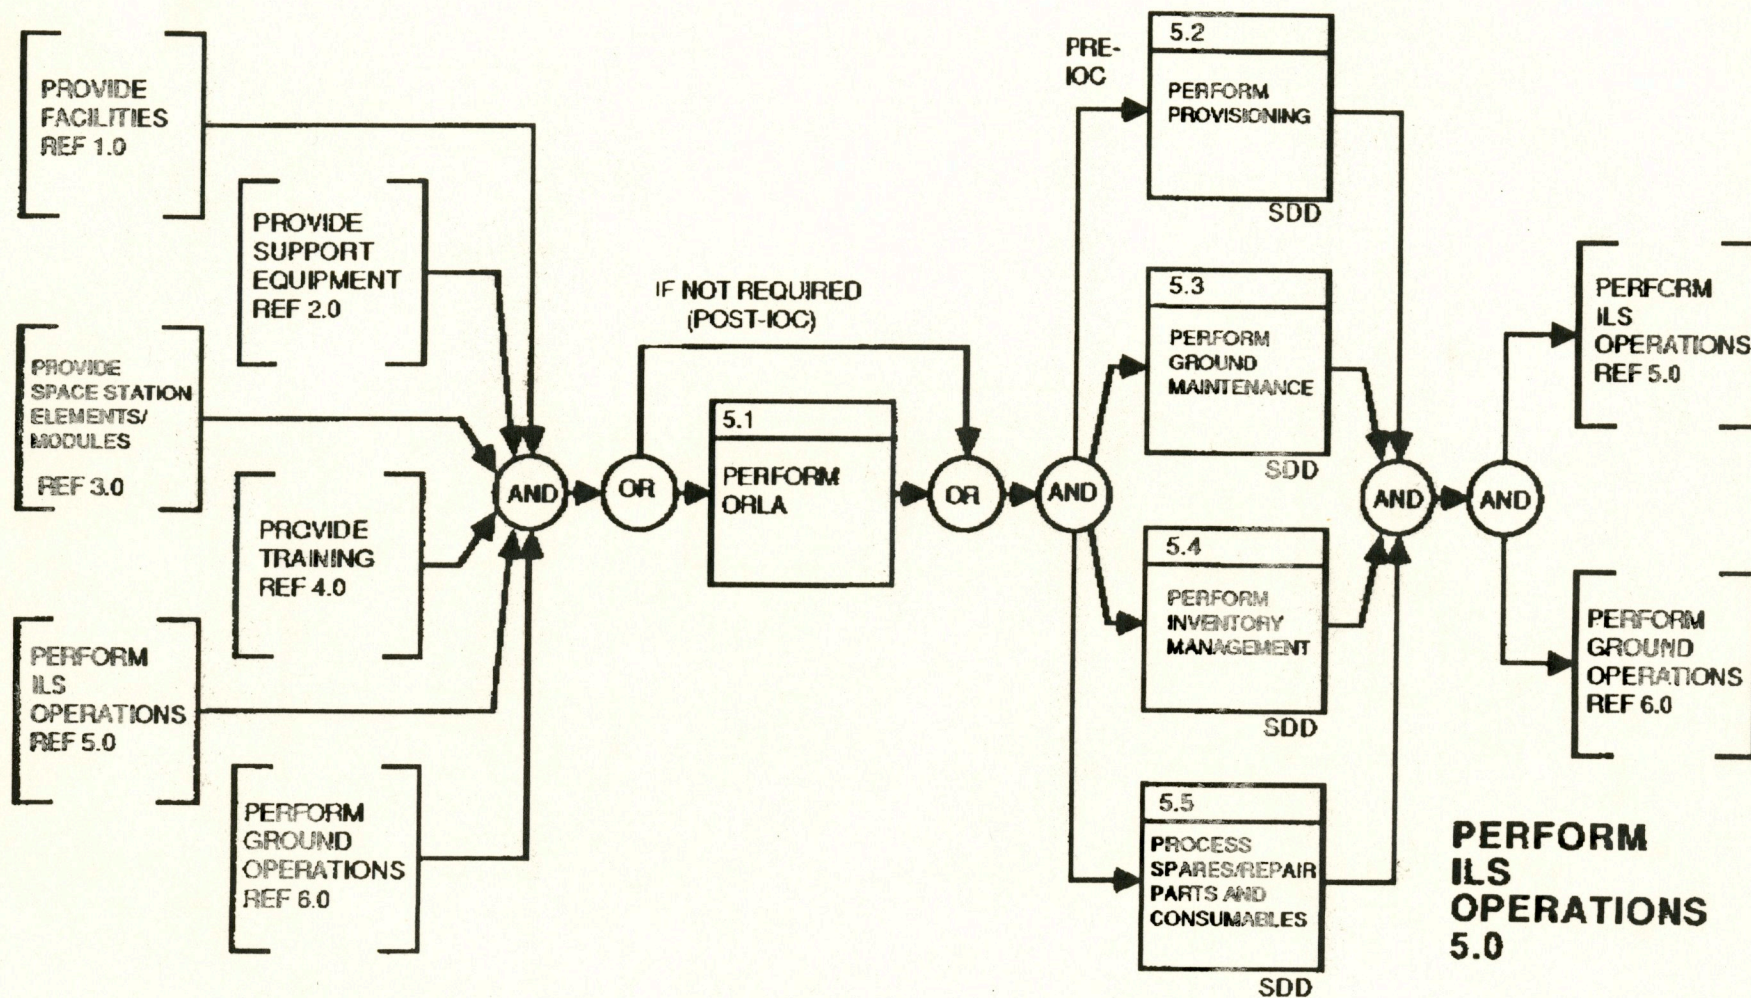 PROVIDE
FACILITIES
REF 1.0
PROVIDE
SUPPORT
EQUIPMENT
REF 2.0
PROVIDE
SPACE STATION
ELEMENTS/
MODULES
REF 3.0
PROVIDE
TRAINING
REF 4.0
PERFORM
ILS
OPERATIONS
REF 5.0
PERFORM
GROUND
OPERATIONS
REF 6.0
AND
OR
IF NOT REQUIRED
(POST-IOC)
5.1
PERFORM
ORLA
OR
AND
PRE-
IOC
5.2
PERFORM
PROVISIONING
SDD
5.3
PERFORM
GROUND
MAINTENANCE
SDD
5.4
PERFORM
INVENTORY
MANAGEMENT
SDD
5.5
PROCESS
SPARES/REPAIR
PARTS AND
CONSUMABLES
SDD
AND
AND
PERFORM
ILS
OPERATIONS
REF 5.0
PERFORM
GROUND
OPERATIONS
REF 6.0
PERFORM
ILS
OPERATIONS
5.0